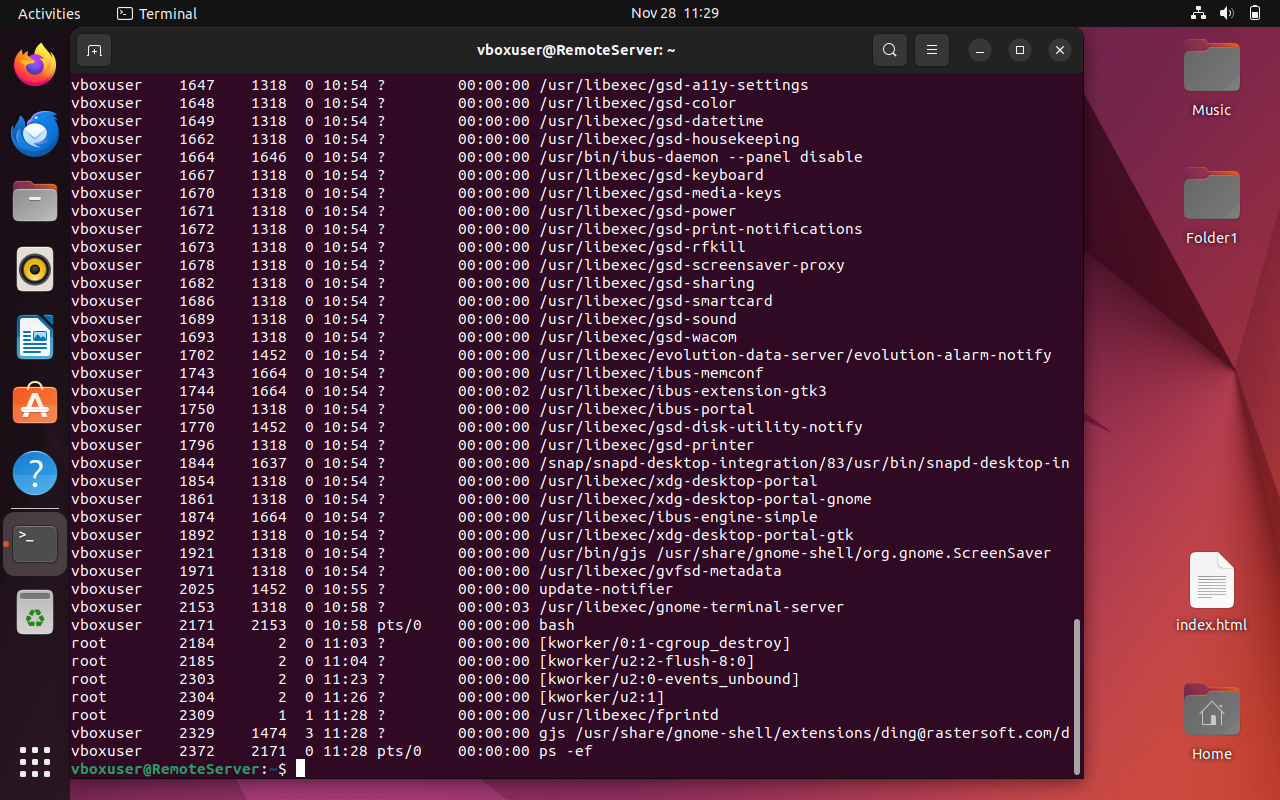 Activities
Terminal
Nov 28 11:29
vboxuser@RemoteServer: ~
vboxuser 1647 1318 0 10:54 ? 00:00:00 /usr/libexec/gsd-a11y-settings
vboxuser 1648 1318 0 10:54 ? 00:00:00 /usr/libexec/gsd-color
vboxuser 1649 1318 0 10:54 ? 00:00:00 /usr/libexec/gsd-datetime
vboxuser 1662 1318 0 10:54 ? 00:00:00 /usr/libexec/gsd-housekeeping
vboxuser 1664 1646 0 10:54 ? 00:00:00 /usr/bin/ibus-daemon --panel disable
vboxuser 1667 1318 0 10:54 ? 00:00:00 /usr/libexec/gsd-keyboard
vboxuser 1670 1318 0 10:54 ? 00:00:00 /usr/libexec/gsd-media-keys
vboxuser 1671 1318 0 10:54 ? 00:00:00 /usr/libexec/gsd-power
vboxuser 1672 1318 0 10:54 ? 00:00:00 /usr/libexec/gsd-print-notifications
vboxuser 1673 1318 0 10:54 ? 00:00:00 /usr/libexec/gsd-rfkill
vboxuser 1678 1318 0 10:54 ? 00:00:00 /usr/libexec/gsd-screensaver-proxy
vboxuser 1682 1318 0 10:54 ? 00:00:00 /usr/libexec/gsd-sharing
vboxuser 1686 1318 0 10:54 ? 00:00:00 /usr/libexec/gsd-smartcard
vboxuser 1689 1318 0 10:54 ? 00:00:00 /usr/libexec/gsd-sound
vboxuser 1693 1318 0 10:54 ? 00:00:00 /usr/libexec/gsd-wacom
vboxuser 1702 1452 0 10:54 ? 00:00:00 /usr/libexec/evolution-data-server/evolution-alarm-notify
vboxuser 1743 1664 0 10:54 ? 00:00:00 /usr/libexec/ibus-memconf
vboxuser 1744 1664 0 10:54 ? 00:00:02 /usr/libexec/ibus-extension-gtk3
vboxuser 1750 1318 0 10:54 ? 00:00:00 /usr/libexec/ibus-portal
vboxuser 1770 1452 0 10:54 ? 00:00:00 /usr/libexec/gsd-disk-utility-notify
vboxuser 1796 1318 0 10:54 ? 00:00:00 /usr/libexec/gsd-printer
vboxuser 1844 1637 0 10:54 ? 00:00:00 /snap/snapd-desktop-integration/83/usr/bin/snapd-desktop-in
vboxuser 1854 1318 0 10:54 ? 00:00:00 /usr/libexec/xdg-desktop-portal
vboxuser 1861 1318 0 10:54 ? 00:00:00 /usr/libexec/xdg-desktop-portal-gnome
vboxuser 1874 1664 0 10:54 ? 00:00:00 /usr/libexec/ibus-engine-simple
vboxuser 1892 1318 0 10:54 ? 00:00:00 /usr/libexec/xdg-desktop-portal-gtk
vboxuser 1921 1318 0 10:54 ? 00:00:00 /usr/bin/gjs /usr/share/gnome-shell/org.gnome.ScreenSaver
vboxuser 1971 1318 0 10:54 ? 00:00:00 /usr/libexec/gvfsd-metadata
vboxuser 2025 1452 0 10:55 ? 00:00:00 update-notifier
vboxuser 2153 1318 0 10:58 ? 00:00:03 /usr/libexec/gnome-terminal-server
vboxuser 2171 2153 0 10:58 pts/0 00:00:00 bash
root 2184 2 0 11:03 ? 00:00:00 [kworker/0:1-cgroup_destroy]
root 2185 2 0 11:04 ? 00:00:00 [kworker/u2:2-flush-8:0]
root 2303 2 0 11:23 ? 00:00:00 [kworker/u2:0-events_unbound]
root 2304 2 0 11:26 ? 00:00:00 [kworker/u2:1]
root 2309 1 1 11:28 ? 00:00:00 /usr/libexec/fprintd
vboxuser 2329 1474 3 11:28 ? 00:00:00 gjs /usr/share/gnome-shell/extensions/ding@rastersoft.com/d
vboxuser 2372 2171 0 11:28 pts/0 00:00:00 ps -ef
vboxuser@RemoteServer:~$
Music
Folder1
index.html
Home